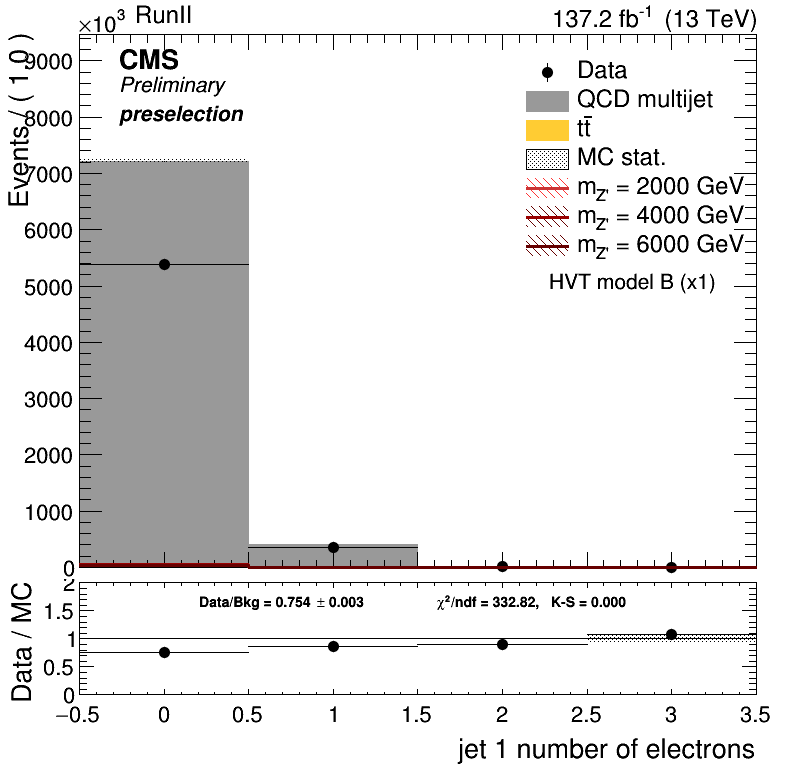 ×10³ RunII 137.2 fb⁻¹ (13 TeV)
CMS
Preliminary
preselection
Data
QCD multijet
tt̄
MC stat.
m_Z' = 2000 GeV
m_Z' = 4000 GeV
m_Z' = 6000 GeV
HVT model B (x1)
Events / ( 1.0 )
9000
8000
7000
6000
5000
4000
3000
2000
1000
0
Data / MC
2
1.5
1
0.5
0
Data/Bkg = 0.754 ± 0.003 χ²/ndf = 332.82, K-S = 0.000
−0.5 0 0.5 1 1.5 2 2.5 3 3.5
jet 1 number of electrons